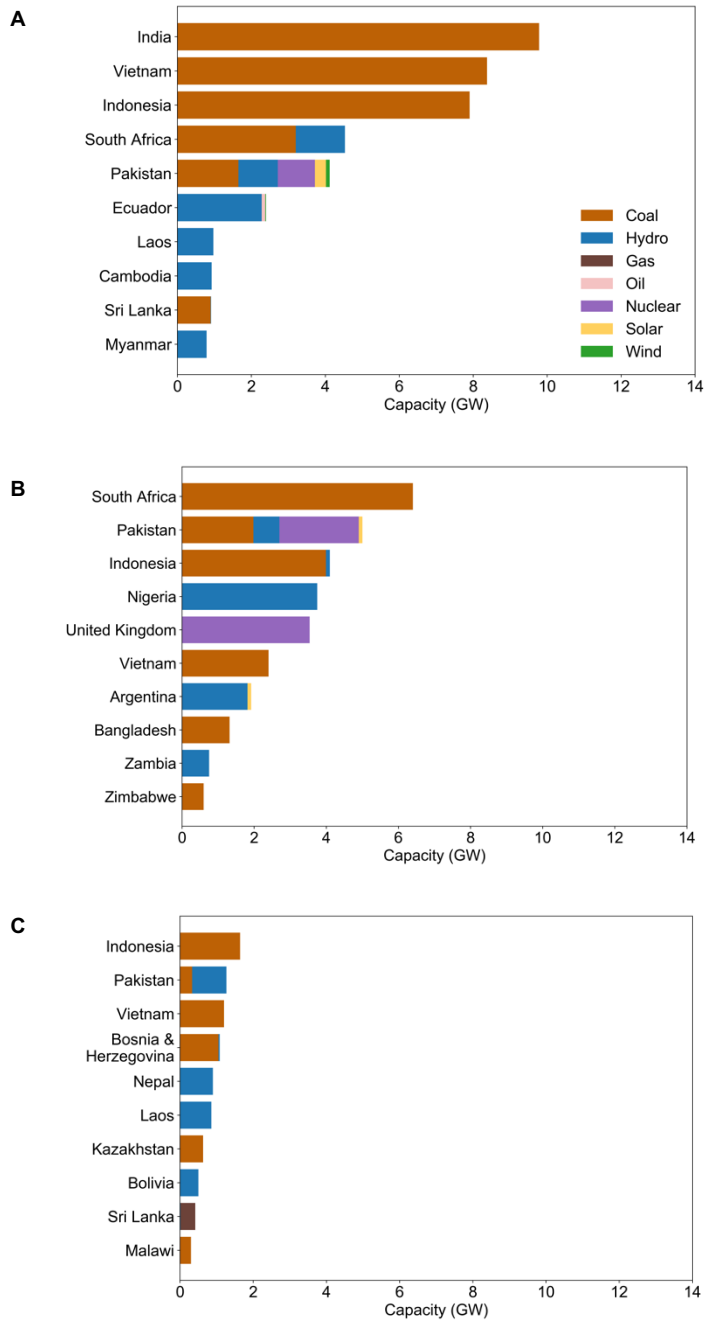 A
India
Vietnam
Indonesia
South Africa
Pakistan
Ecuador
Laos
Cambodia
Sri Lanka
Myanmar
Coal
Hydro
Gas
Oil
Nuclear
Solar
Wind
0 2 4 6 8 10 12 14
Capacity (GW)
B
South Africa
Pakistan
Indonesia
Nigeria
United Kingdom
Vietnam
Argentina
Bangladesh
Zambia
Zimbabwe
0 2 4 6 8 10 12 14
Capacity (GW)
C
Indonesia
Pakistan
Vietnam
Bosnia &
Herzegovina
Nepal
Laos
Kazakhstan
Bolivia
Sri Lanka
Malawi
0 2 4 6 8 10 12 14
Capacity (GW)